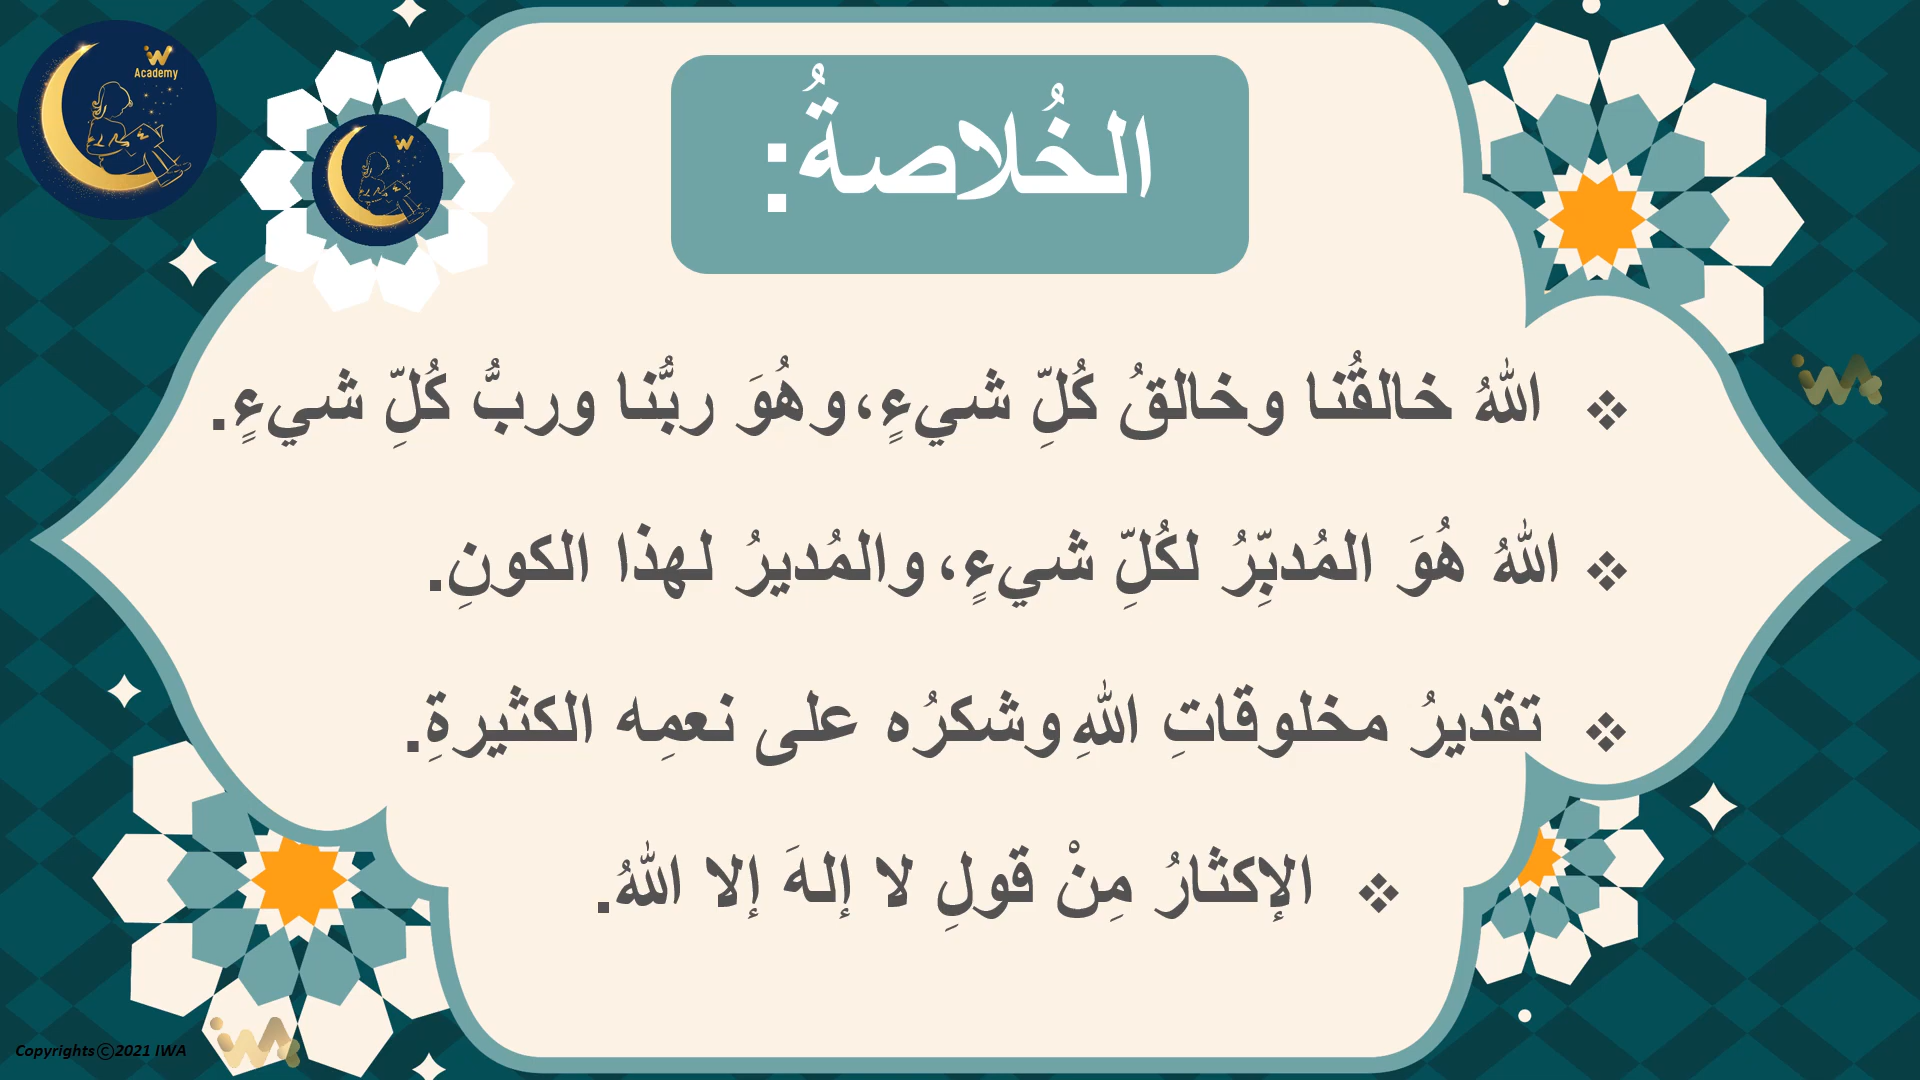 iW
Academy
الخُلاصةُ:
❖ اللهُ خالقُنا وخالقُ كُلِّ شيءٍ، وهُوَ ربُّنا وربُّ كُلِّ شيءٍ.
❖ اللهُ هُوَ المُدبِّرُ لكُلِّ شيءٍ، والمُديرُ لهذا الكونِ.
❖ تقديرُ مخلوقاتِ اللهِ وشكرُه على نعمِه الكثيرةِ.
❖ الإكثارُ مِنْ قولِ لا إلهَ إلا اللهُ.
Copyrights©2021 IWA